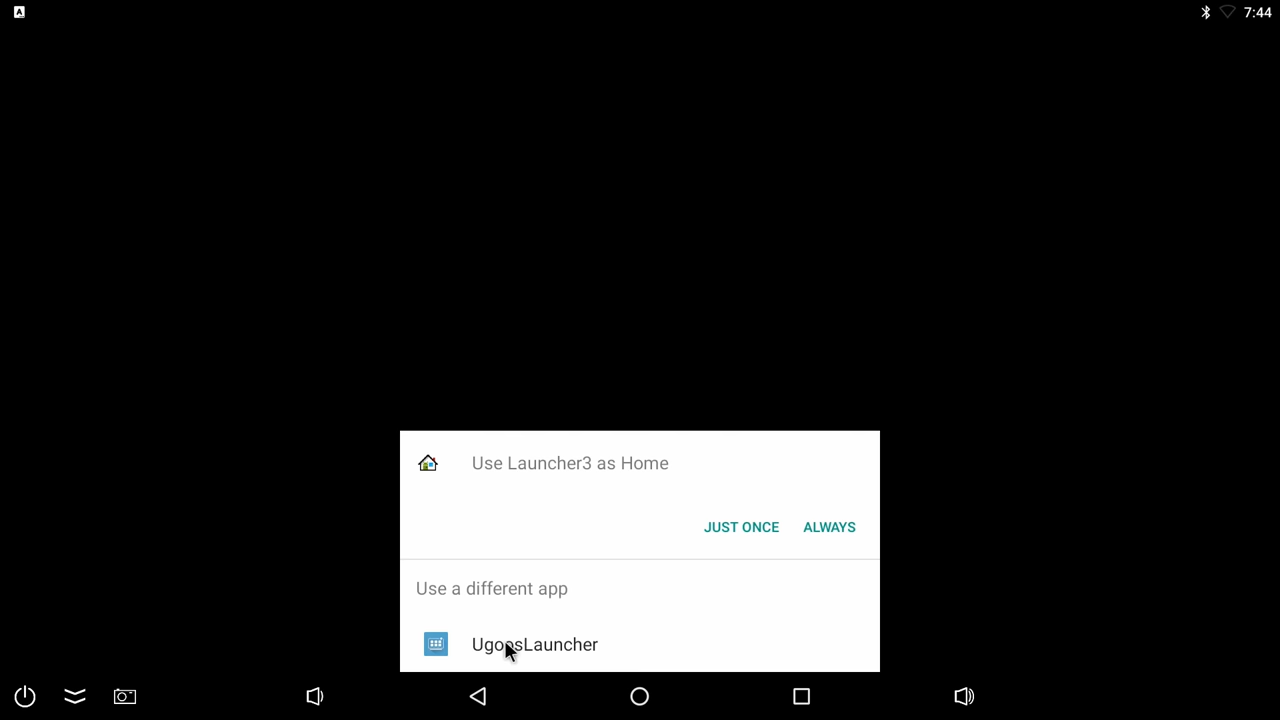 A
7:44
Use Launcher3 as Home
JUST ONCE
ALWAYS
Use a different app
UgoosLauncher